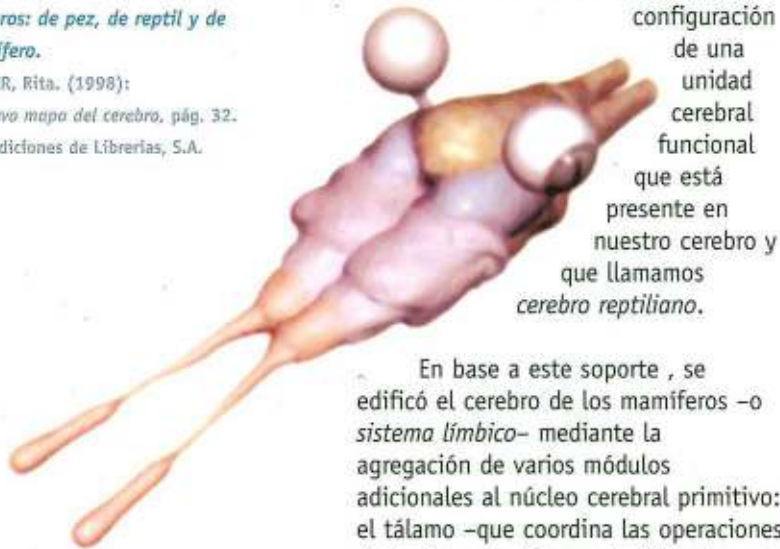 ros: de pez, de reptil y de
ífero.
R, Rita. (1998):
vo mapa del cerebro, pág. 32.
diciones de Librerías, S.A.
configuración
de una
unidad
cerebral
funcional
que está
presente en
nuestro cerebro y
que llamamos
cerebro reptiliano.
En base a este soporte , se
edificó el cerebro de los mamíferos –o
sistema límbico– mediante la
agregación de varios módulos
adicionales al núcleo cerebral primitivo:
el tálamo –que coordina las operaciones